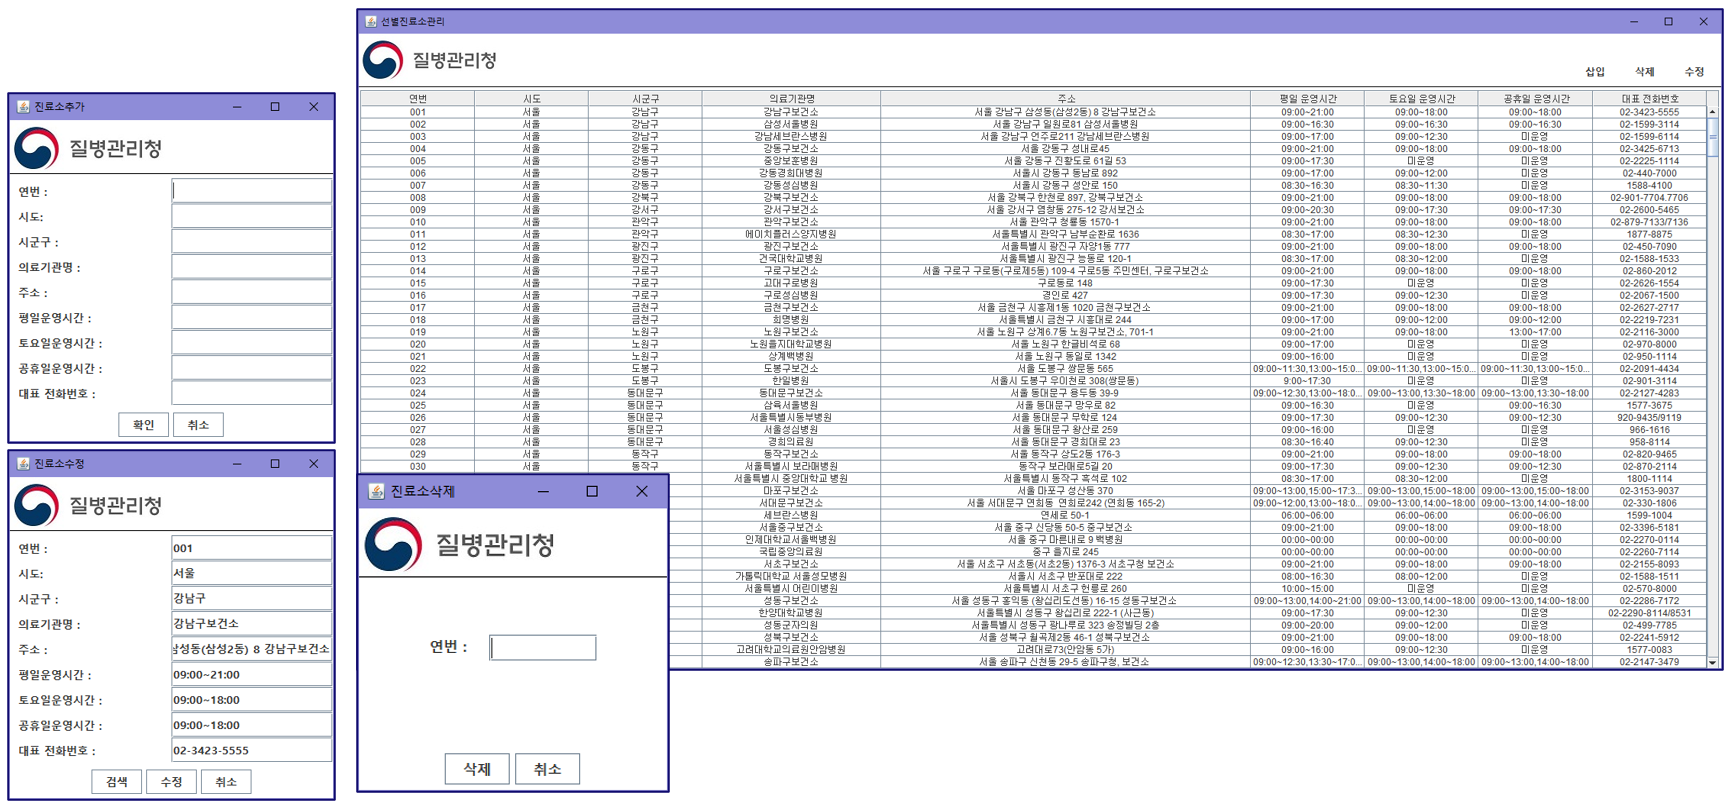 진료소추가
질병관리청
연번 :
시도:
시군구 :
의료기관명 :
주소 :
평일운영시간 :
토요일운영시간 :
공휴일운영시간 :
대표 전화번호 :
확인 취소
진료소수정
질병관리청
연번 : 001
시도: 서울
시군구 : 강남구
의료기관명 : 강남구보건소
주소 : 삼성동(삼성2동) 8 강남구보건소
평일운영시간 : 09:00~21:00
토요일운영시간 : 09:00~18:00
공휴일운영시간 : 09:00~18:00
대표 전화번호 : 02-3423-5555
검색 수정 취소
선별진료소관리
질병관리청
삽입 삭제 수정
연번 시도 시군구 의료기관명 주소 평일 운영시간 토요일 운영시간 공휴일 운영시간 대표 전화번호
001 서울 강남구 강남구보건소 서울 강남구 삼성동(삼성2동) 8 강남구보건소 09:00~21:00 09:00~18:00 09:00~18:00 02-3423-5555
002 서울 강남구 삼성서울병원 서울 강남구 일원로81 삼성서울병원 09:00~16:30 09:00~16:30 09:00~16:30 02-1599-3114
003 서울 강남구 강남세브란스병원 서울 강남구 언주로211 강남세브란스병원 09:00~17:00 09:00~12:30 미운영 02-1599-6114
004 서울 강동구 강동구보건소 서울 강동구 성내로45 09:00~21:00 09:00~18:00 09:00~18:00 02-3425-6713
005 서울 강동구 중앙보훈병원 서울 강동구 진황도로 61길 53 09:00~17:30 미운영 미운영 02-2225-1114
006 서울 강동구 강동경희대병원 서울시 강동구 동남로 892 09:00~17:00 09:00~12:00 미운영 02-440-7000
007 서울 강동구 강동성심병원 서울시 강동구 성안로 150 08:30~16:30 08:30~11:30 미운영 1588-4100
008 서울 강북구 강북구보건소 서울 강북구 한천로 897, 강북구보건소 09:00~21:00 09:00~18:00 09:00~18:00 02-901-7704.7706
009 서울 강서구 강서구보건소 서울 강서구 염창동 275-12 강서보건소 09:00~20:30 09:00~17:30 09:00~17:30 02-2600-5465
010 서울 관악구 관악구보건소 서울 관악구 청룡동 1570-1 09:00~21:00 09:00~18:00 09:00~18:00 02-879-7133/7136
011 서울 관악구 에이치플러스양지병원 서울특별시 관악구 남부순환로 1636 08:30~17:00 08:30~12:30 미운영 1877-8875
012 서울 광진구 광진구보건소 서울특별시 광진구 자양1동 777 09:00~21:00 09:00~18:00 09:00~18:00 02-450-7090
013 서울 광진구 건국대학교병원 서울특별시 광진구 능동로 120-1 08:30~17:00 08:30~12:00 미운영 02-1588-1533
014 서울 구로구 구로구보건소 서울 구로구 구로동(구로제5동) 109-4 구로5동 주민센터, 구로구보건소 09:00~21:00 09:00~18:00 09:00~18:00 02-860-2012
015 서울 구로구 고대구로병원 구로동로 148 09:00~17:30 미운영 미운영 02-2626-1554
016 서울 구로구 구로성심병원 경인로 427 09:00~17:30 09:00~12:30 미운영 02-2067-1500
017 서울 금천구 금천구보건소 서울 금천구 시흥제1동 1020 금천구보건소 09:00~21:00 09:00~18:00 09:00~18:00 02-2627-2717
018 서울 금천구 희명병원 서울특별시 금천구 시흥대로 244 09:00~17:00 09:00~12:00 09:00~12:00 02-2219-7231
019 서울 노원구 노원구보건소 서울 노원구 상계6.7동 노원구보건소, 701-1 09:00~21:00 09:00~18:00 13:00~17:00 02-2116-3000
020 서울 노원구 노원을지대학교병원 서울 노원구 한글비석로 68 09:00~17:00 미운영 미운영 02-970-8000
021 서울 노원구 상계백병원 서울 노원구 동일로 1342 09:00~16:00 미운영 미운영 02-950-1114
022 서울 도봉구 도봉구보건소 서울 도봉구 쌍문동 565 09:00~11:30,13:00~15:0... 09:00~11:30,13:00~15:0... 09:00~11:30,13:00~15:0... 02-2091-4434
023 서울 도봉구 한일병원 서울시 도봉구 우이천로 308(쌍문동) 9:00~17:30 미운영 미운영 02-901-3114
024 서울 동대문구 동대문구보건소 서울 동대문구 용두동 39-9 09:00~12:30,13:00~18:0... 09:00~13:00,13:30~18:00 09:00~13:00,13:30~18:00 02-2127-4283
025 서울 동대문구 삼육서울병원 서울 동대문구 망우로 82 09:00~16:30 미운영 09:00~16:30 1577-3675
026 서울 동대문구 서울특별시동부병원 서울 동대문구 무학로 124 09:00~17:30 09:00~12:30 09:00~12:30 920-9435/9119
027 서울 동대문구 서울성심병원 서울 동대문구 왕산로 259 09:00~16:00 미운영 미운영 966-1616
028 서울 동대문구 경희의료원 서울 동대문구 경희대로 23 08:30~16:40 09:00~12:30 미운영 958-8114
029 서울 동작구 동작구보건소 서울 동작구 상도2동 176-3 09:00~21:00 09:00~18:00 09:00~18:00 02-820-9465
030 서울 동작구 서울특별시 보라매병원 동작구 보라매로5길 20 09:00~17:30 09:00~12:30 09:00~12:30 02-870-2114
서울특별시 중앙대학교 병원 서울특별시 동작구 흑석로 102 08:30~17:00 08:30~12:00 미운영 1800-1114
마포구보건소 서울 마포구 성산동 370 09:00~13:00,15:00~17:3... 09:00~13:00,15:00~18:00 09:00~13:00,15:00~18:00 02-3153-9037
서대문구보건소 서울 서대문구 연희동 연희로242 (연희동 165-2) 09:00~12:00,13:00~18:0... 09:00~13:00,14:00~18:00 09:00~13:00,14:00~18:00 02-330-1806
세브란스병원 연세로 50-1 06:00~06:00 06:00~06:00 06:00~06:00 1599-1004
서울중구보건소 서울 중구 신당동 50-5 중구보건소 09:00~21:00 09:00~18:00 09:00~18:00 02-3396-5181
인제대학교서울백병원 서울 중구 마른내로 9 백병원 00:00~00:00 00:00~00:00 00:00~00:00 02-2270-0114
국립중앙의료원 중구 을지로 245 00:00~00:00 00:00~00:00 00:00~00:00 02-2260-7114
서초구보건소 서울 서초구 서초동(서초2동) 1376-3 서초구청 보건소 09:00~21:00 09:00~18:00 09:00~18:00 02-2155-8093
가톨릭대학교 서울성모병원 서울시 서초구 반포대로 222 08:00~16:30 08:00~12:00 미운영 02-1588-1511
서울특별시 어린이병원 서울특별시 서초구 헌릉로 260 10:00~15:00 미운영 미운영 02-570-8000
성동구보건소 서울 성동구 홍익동 (왕십리도선동) 16-15 성동구보건소 09:00~13:00,14:00~21:00 09:00~13:00,14:00~18:00 09:00~13:00,14:00~18:00 02-2286-7172
한양대학교병원 서울특별시 성동구 왕십리로 222-1 (사근동) 09:00~17:30 09:00~12:30 미운영 02-2290-8114/8531
성동군자의원 서울특별시 성동구 광나루로 323 송정빌딩 2층 09:00~20:00 09:00~12:00 미운영 02-499-7785
성북구보건소 서울 성북구 월곡제2동 46-1 성북구보건소 09:00~21:00 09:00~18:00 09:00~18:00 02-2241-5912
고려대학교의료원안암병원 고려대로73(안암동 5가) 09:00~16:00 09:00~12:30 미운영 1577-0083
송파구보건소 서울 송파구 신천동 29-5 송파구청, 보건소 09:00~12:30,13:30~17:0... 09:00~13:00,14:00~18:00 09:00~13:00,14:00~18:00 02-2147-3479
진료소삭제
질병관리청
연번 :
삭제 취소